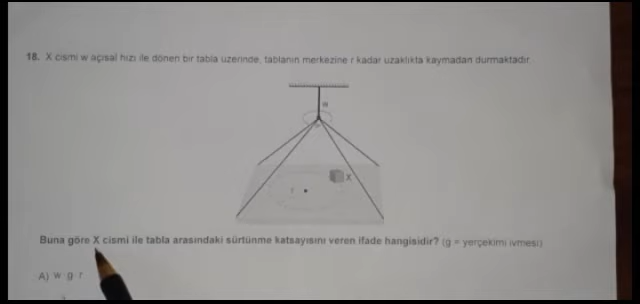 18. X cismi w açısal hızı ile dönen bir tabla üzerinde, tablanın merkezine r kadar uzaklıkta kaymadan durmaktadır.
w
X
r
Buna göre X cismi ile tabla arasındaki sürtünme katsayısını veren ifade hangisidir? (g = yerçekimi ivmesi)
A) w·g·r